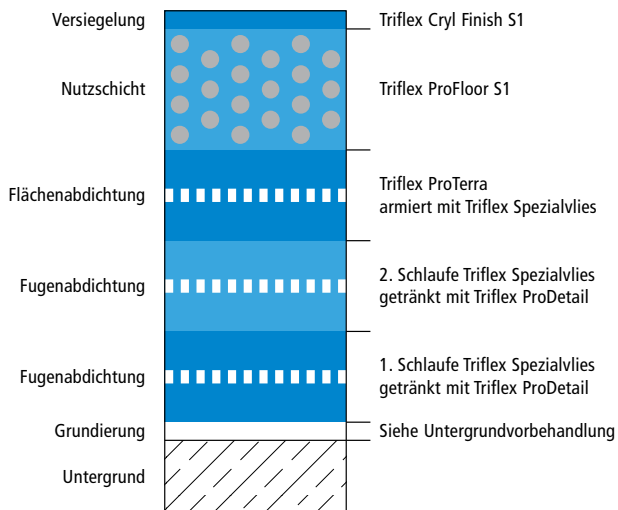 Versiegelung
Triflex Cryl Finish S1
Nutzschicht
Triflex ProFloor S1
Flächenabdichtung
Triflex ProTerra
armiert mit Triflex Spezialvlies
Fugenabdichtung
2. Schlaufe Triflex Spezialvlies
getränkt mit Triflex ProDetail
Fugenabdichtung
1. Schlaufe Triflex Spezialvlies
getränkt mit Triflex ProDetail
Grundierung
Siehe Untergrundvorbehandlung
Untergrund